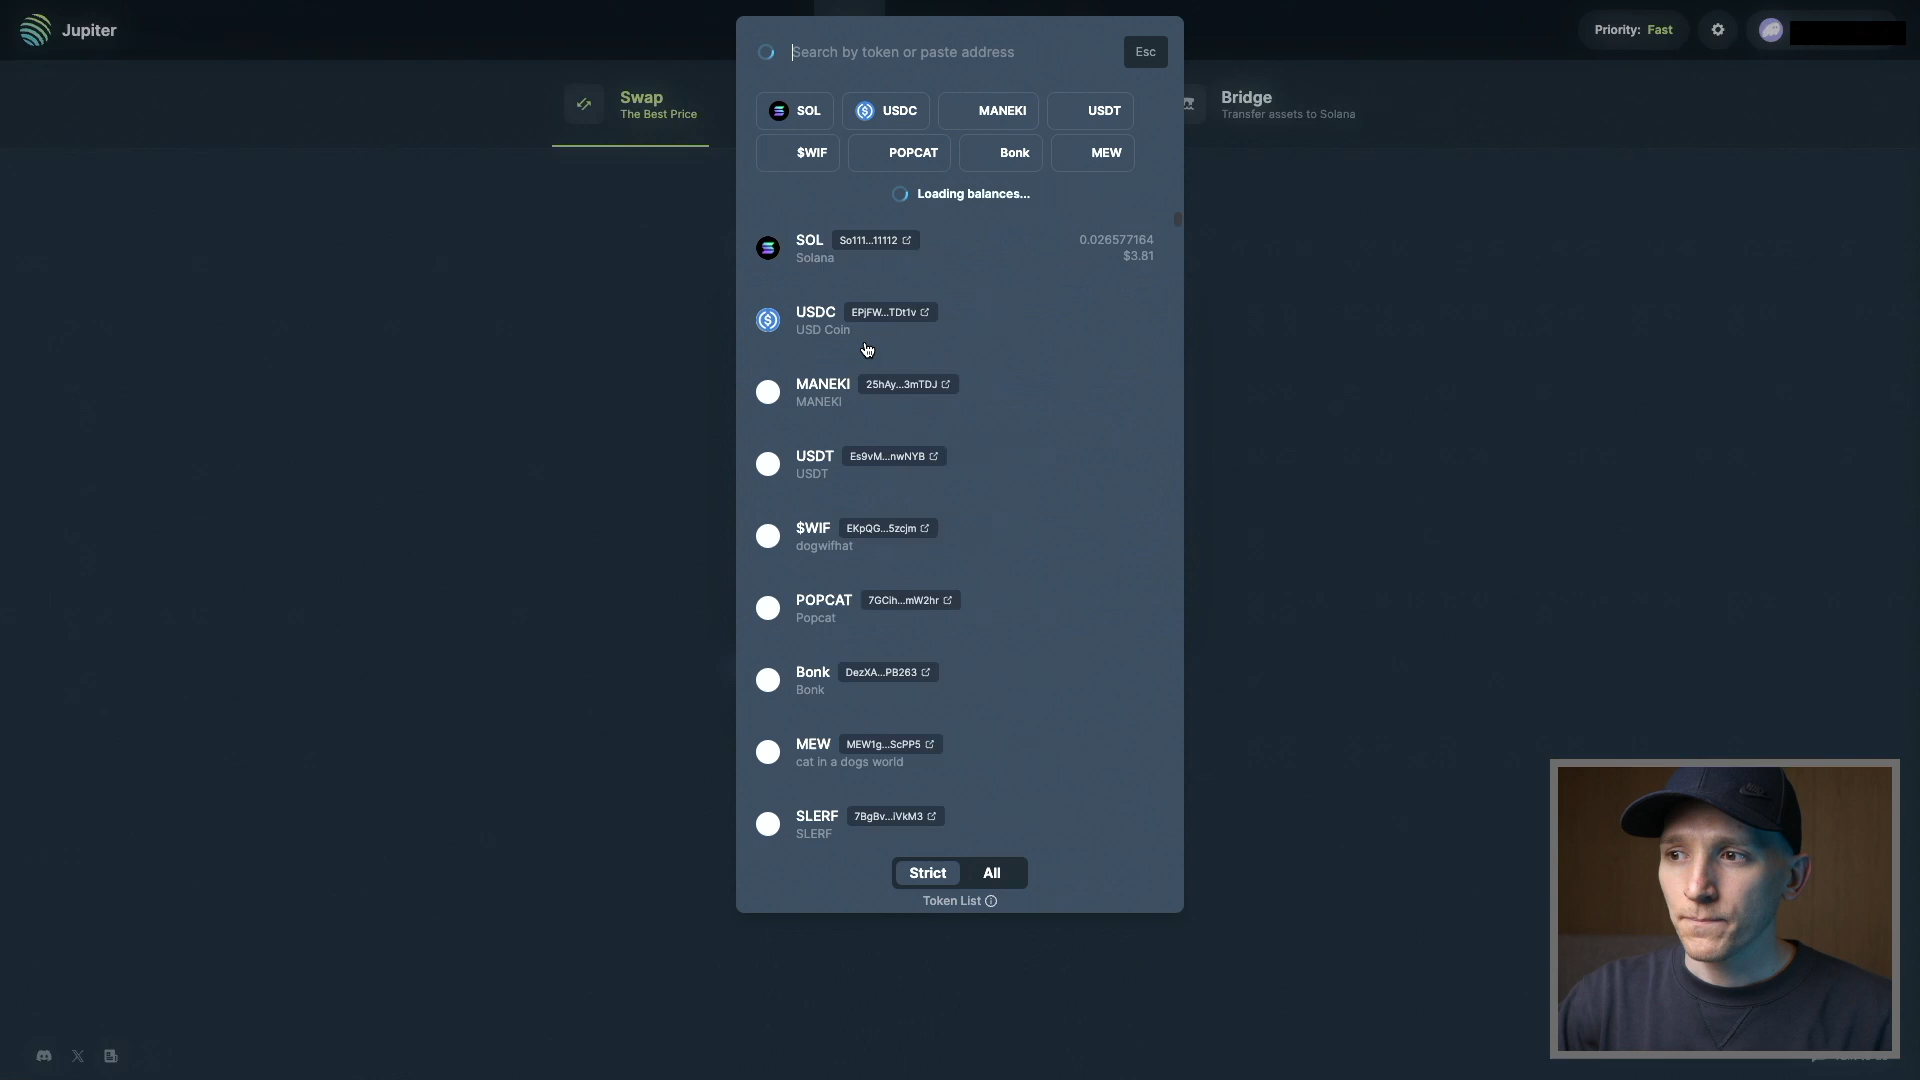 Jupiter
Priority: Fast
Swap
The Best Price
Bridge
Transfer assets to Solana
Search by token or paste address
Esc
SOL USDC MANEKI USDT
$WIF POPCAT Bonk MEW
Loading balances...
SOL So111...11112
Solana
0.026577164
$3.81
USDC EPjFW...TDt1v
USD Coin
MANEKI 25hAy...3mTDJ
MANEKI
USDT Es9vM...nwNYB
USDT
$WIF EKpQG...5zcjm
dogwifhat
POPCAT 7GCih...mW2hr
Popcat
Bonk DezXA...PB263
Bonk
MEW MEW1g...ScPP5
cat in a dogs world
SLERF 7BgBv...iVkM3
SLERF
Strict All
Token List